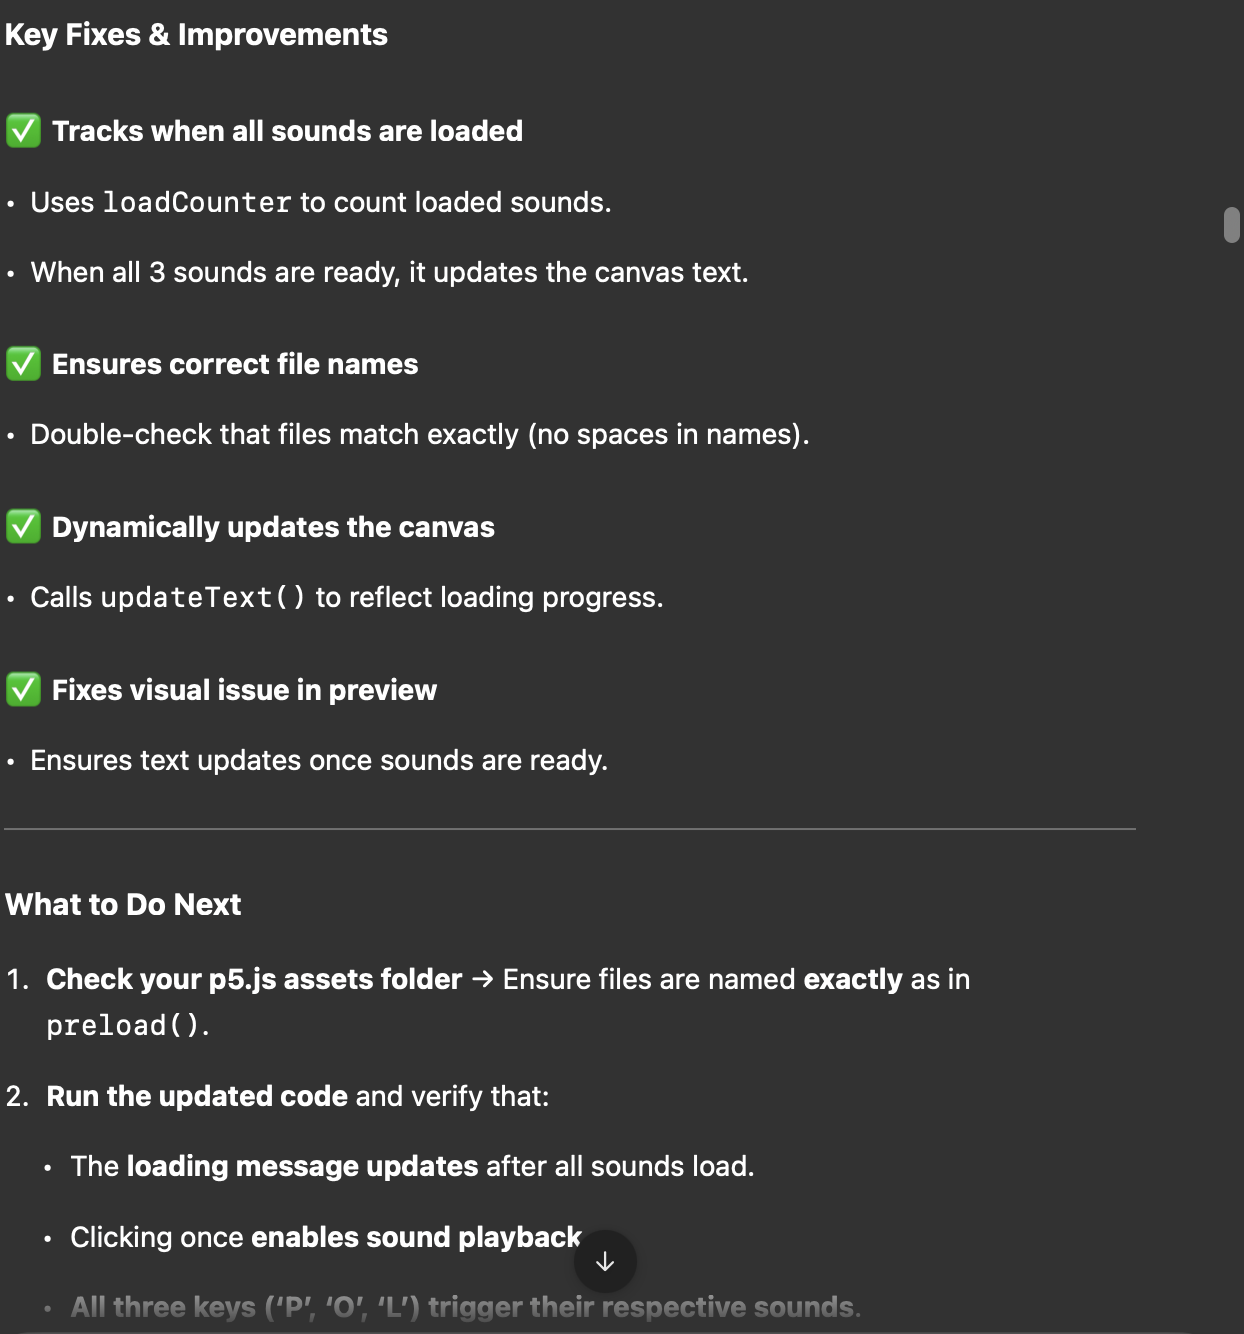 Key Fixes & Improvements
✅ Tracks when all sounds are loaded
• Uses loadCounter to count loaded sounds.
• When all 3 sounds are ready, it updates the canvas text.
✅ Ensures correct file names
• Double-check that files match exactly (no spaces in names).
✅ Dynamically updates the canvas
• Calls updateText() to reflect loading progress.
✅ Fixes visual issue in preview
• Ensures text updates once sounds are ready.
What to Do Next
1. Check your p5.js assets folder → Ensure files are named exactly as in
preload().
2. Run the updated code and verify that:
• The loading message updates after all sounds load.
• Clicking once enables sound playback
• All three keys (‘P’, ‘O’, ‘L’) trigger their respective sounds.